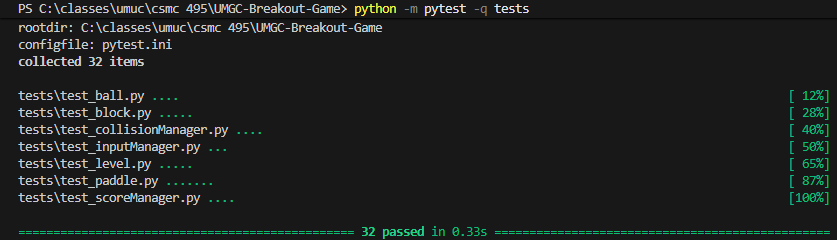 PS C:\classes\umuc\csmc 495\UMGC-Breakout-Game> python -m pytest -q tests
rootdir: C:\classes\umuc\csmc 495\UMGC-Breakout-Game
configfile: pytest.ini
collected 32 items
tests\test_ball.py .... [ 12%]
tests\test_block.py ..... [ 28%]
tests\test_collisionManager.py .... [ 40%]
tests\test_inputManager.py ... [ 50%]
tests\test_level.py ..... [ 65%]
tests\test_paddle.py ....... [ 87%]
tests\test_scoreManager.py .... [100%]
================================================ 32 passed in 0.33s ================================================